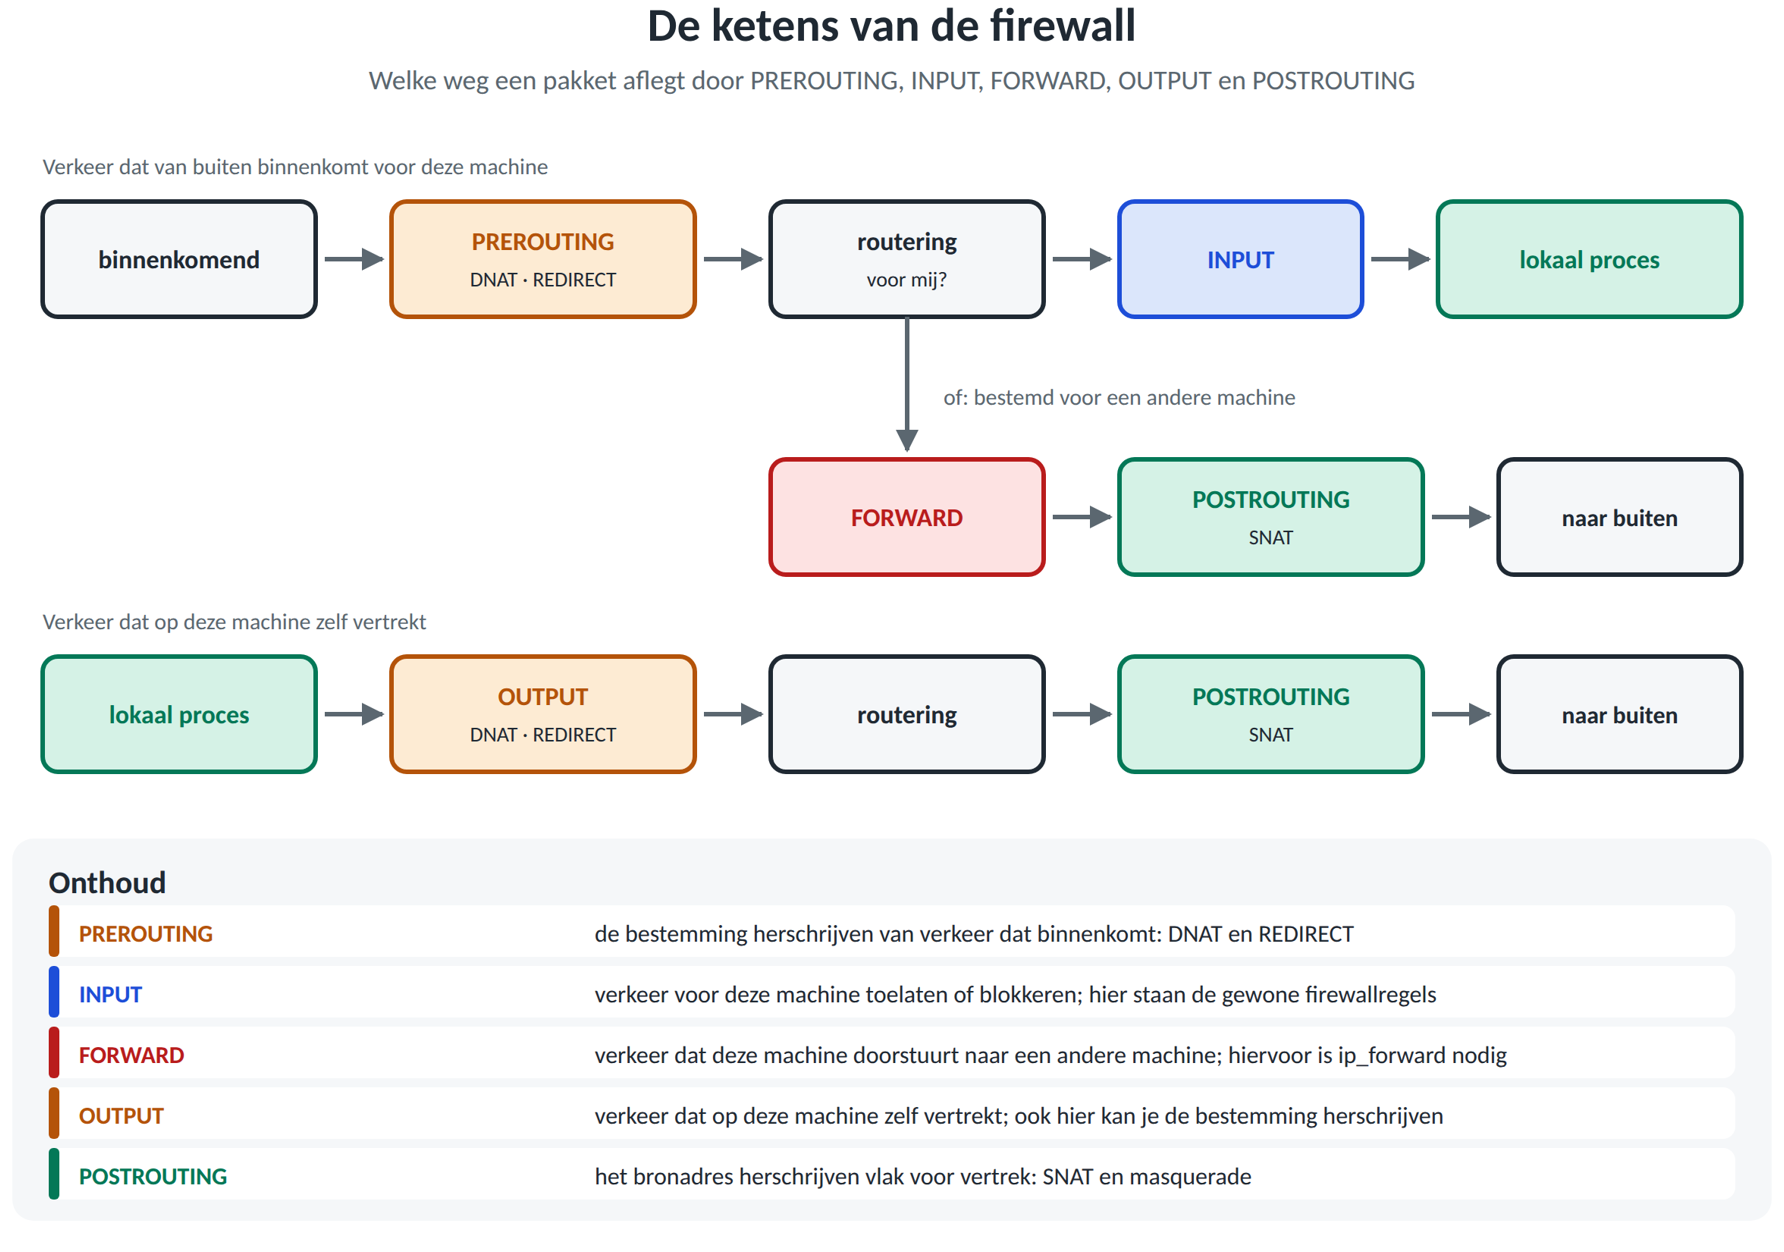 De ketens van de firewall
Welke weg een pakket aflegt door PREROUTING, INPUT, FORWARD, OUTPUT en POSTROUTING
Verkeer dat van buiten binnenkomt voor deze machine
binnenkomend
PREROUTING
DNAT · REDIRECT
routering
voor mij?
INPUT
lokaal proces
of: bestemd voor een andere machine
FORWARD
POSTROUTING
SNAT
naar buiten
Verkeer dat op deze machine zelf vertrekt
lokaal proces
OUTPUT
DNAT · REDIRECT
routering
POSTROUTING
SNAT
naar buiten
Onthoud
PREROUTING de bestemming herschrijven van verkeer dat binnenkomt: DNAT en REDIRECT
INPUT verkeer voor deze machine toelaten of blokkeren; hier staan de gewone firewallregels
FORWARD verkeer dat deze machine doorstuurt naar een andere machine; hiervoor is ip_forward nodig
OUTPUT verkeer dat op deze machine zelf vertrekt; ook hier kan je de bestemming herschrijven
POSTROUTING het bronadres herschrijven vlak voor vertrek: SNAT en masquerade